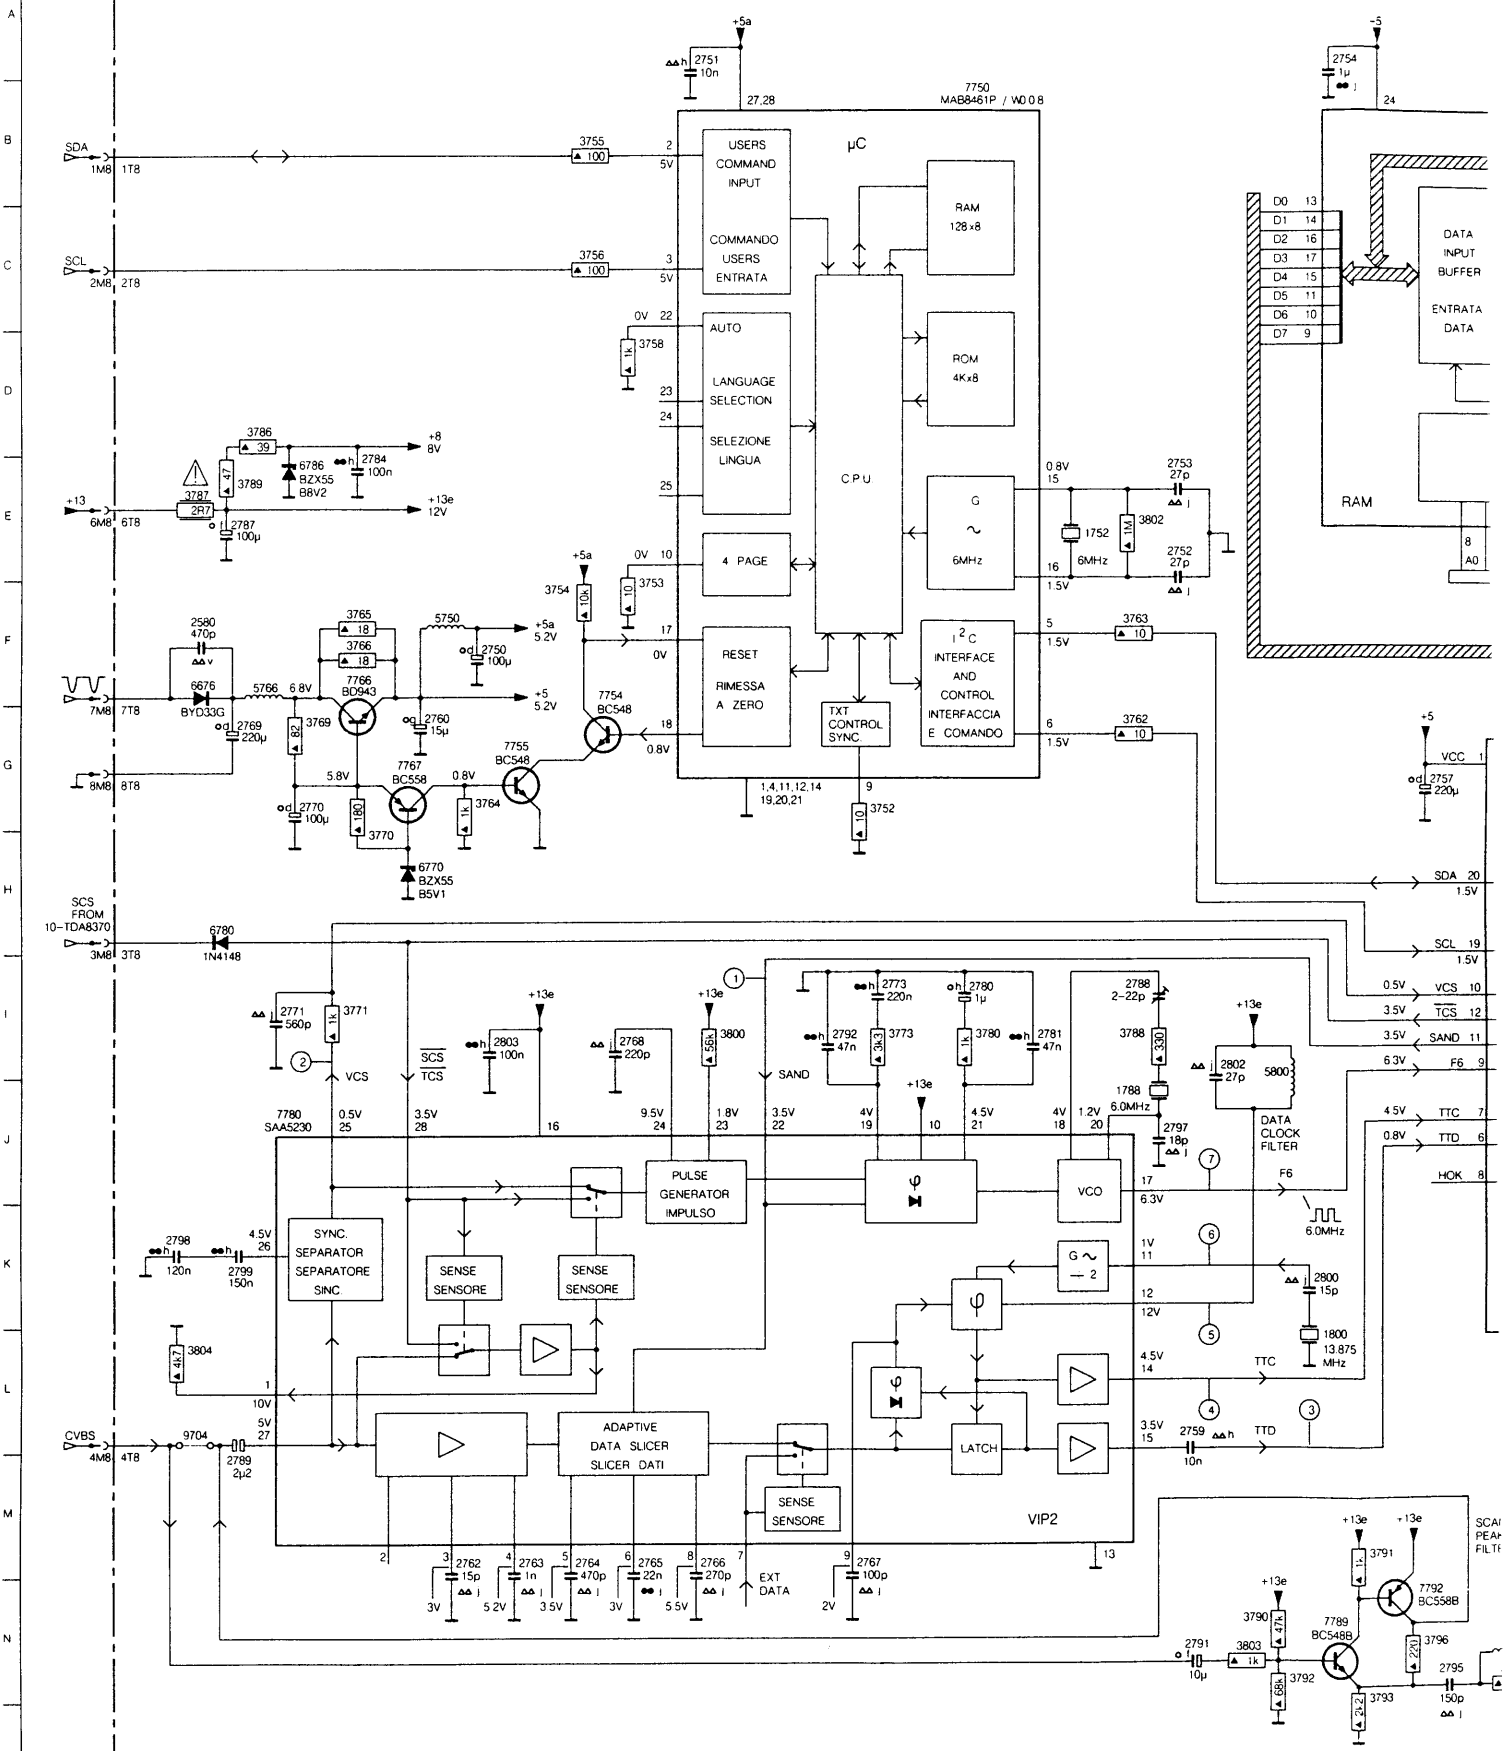 A
B
C
D
E
F
G
H
I
J
K
L
M
N
+5a
2751
10n
27,28
7750
MAB8461P / W008
-5
2754
1µ
24
SDA
1M8 1T8
3755
100
2
5V
USERS
COMMAND
INPUT
COMMANDO
USERS
ENTRATA
µC
RAM
128x8
SCL
2M8 2T8
3756
100
3
5V
D0 13
D1 14
D2 16
D3 17
D4 15
D5 11
D6 10
D7 9
DATA
INPUT
BUFFER
ENTRATA
DATA
RAM
8
A0
0V 22
3758
1k
AUTO
LANGUAGE
SELECTION
SELEZIONE
LINGUA
23
24
25
ROM
4Kx8
C.P.U
3786
39
+8
8V
47
3789
6786
BZX55
B8V2
h 2784
100n
+13
6M8 6T8
3787
2R7
2787
100µ
+13e
12V
G
6MHz
0.8V
15
16
1.5V
1752
6MHz
1M
3802
2753
27p
j
2752
27p
j
+5a
3754
10k
0V 10
10
3753
4 PAGE
17
0V
RESET
RIMESSA
A ZERO
18
0.8V
TXT
CONTROL
SYNC.
I²C
INTERFACE
AND
CONTROL
INTERFACCIA
E COMANDO
5
1.5V
3763
10
6
1.5V
3762
10
1,4,11,12,14
19,20,21
9
10
3752
2580
470p
v
7M8 7T8
6676
BYD33G
5766
6.8V
3765
18
3766
18
7766
BD943
5750
+5a
5.2V
d 2750
100µ
+5
5.2V
d 2769
220µ
82
3769
2760
15µ
8M8 8T8
5.8V
7767
BC558
0.8V
7755
BC548
7754
BC548
d 2770
100µ
180
3770
1k
3764
6770
BZX55
B5V1
+5
VCC 1
d 2757
220µ
SDA 20
1.5V
SCL 19
1.5V
0.5V VCS 10
3.5V TCS 12
3.5V SAND 11
6.3V F6 9
4.5V TTC 7
0.8V TTD 6
HOK 8
SCS
FROM
10-TDA8370
3M8 3T8
6780
1N4148
j 2771
560p
1k
3771
2
VCS
SCS
TCS
+13e
h 2803
100n
j 2768
220p
+13e
3800
56k
1
SAND
h 2773
220n
h 2792
47n
3k3
3773
h 2780
1µ
1k
3780
h 2781
47n
+13e
2788
2-22p
3788
330
1788
6.0MHz
2797
18p
j
+13e
j 2802
27p
5800
DATA
CLOCK
FILTER
7780
SAA5230
0.5V
25
3.5V
28
16
9.5V
24
1.8V
23
3.5V
22
4V
19
10
4.5V
21
4V
18
1.2V
20
PULSE
GENERATOR
IMPULSO
φ
VCO
17
6.3V
7
F6
6.0MHz
2798
120n
h
2799
150n
h
4.5V
26
SYNC.
SEPARATOR
SEPARATORE
SINC.
SENSE
SENSORE
SENSE
SENSORE
G ~
÷ 2
1V
11
6
φ
12
12V
5
j 2800
15p
1800
13.875
MHz
4k7
3804
1
10V
φ
4.5V
14
TTC
4
CVBS
4M8 4T8
9704
2789
2µ2
5V
27
ADAPTIVE
DATA SLICER
SLICER DATI
LATCH
3.5V
15
2759
10n
h
TTD
3
SENSE
SENSORE
VIP2
2
3
2762
15p
j
3V
4
2763
1n
j
5.2V
5
2764
470p
j
3.5V
6
2765
22n
j
3V
8
2766
270p
j
5.5V
7
EXT
DATA
9
2767
100p
j
2V
13
+13e
3791
1k
+13e
7792
BC558B
+13e
3790
47k
7789
BC548B
2791
10µ
3803
1k
3792
68k
3793
2k2
3796
220
2795
150p
j